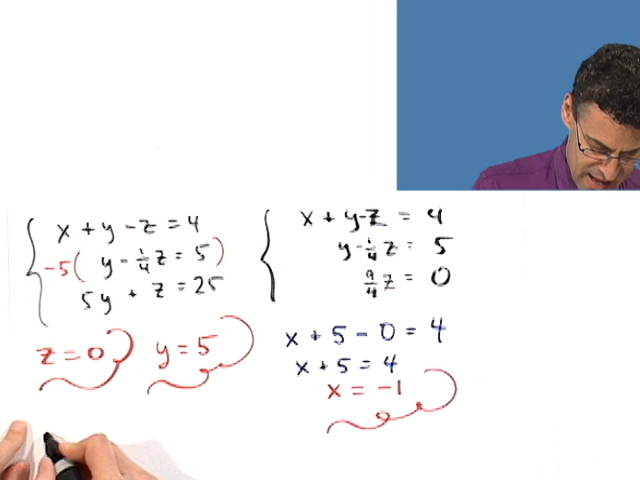 x + y - z = 4
-5( y - 1/4 z = 5 )
5y + z = 25
x + y - z = 4
y - 1/4 z = 5
9/4 z = 0
z = 0
y = 5
x + 5 - 0 = 4
x + 5 = 4
x = -1